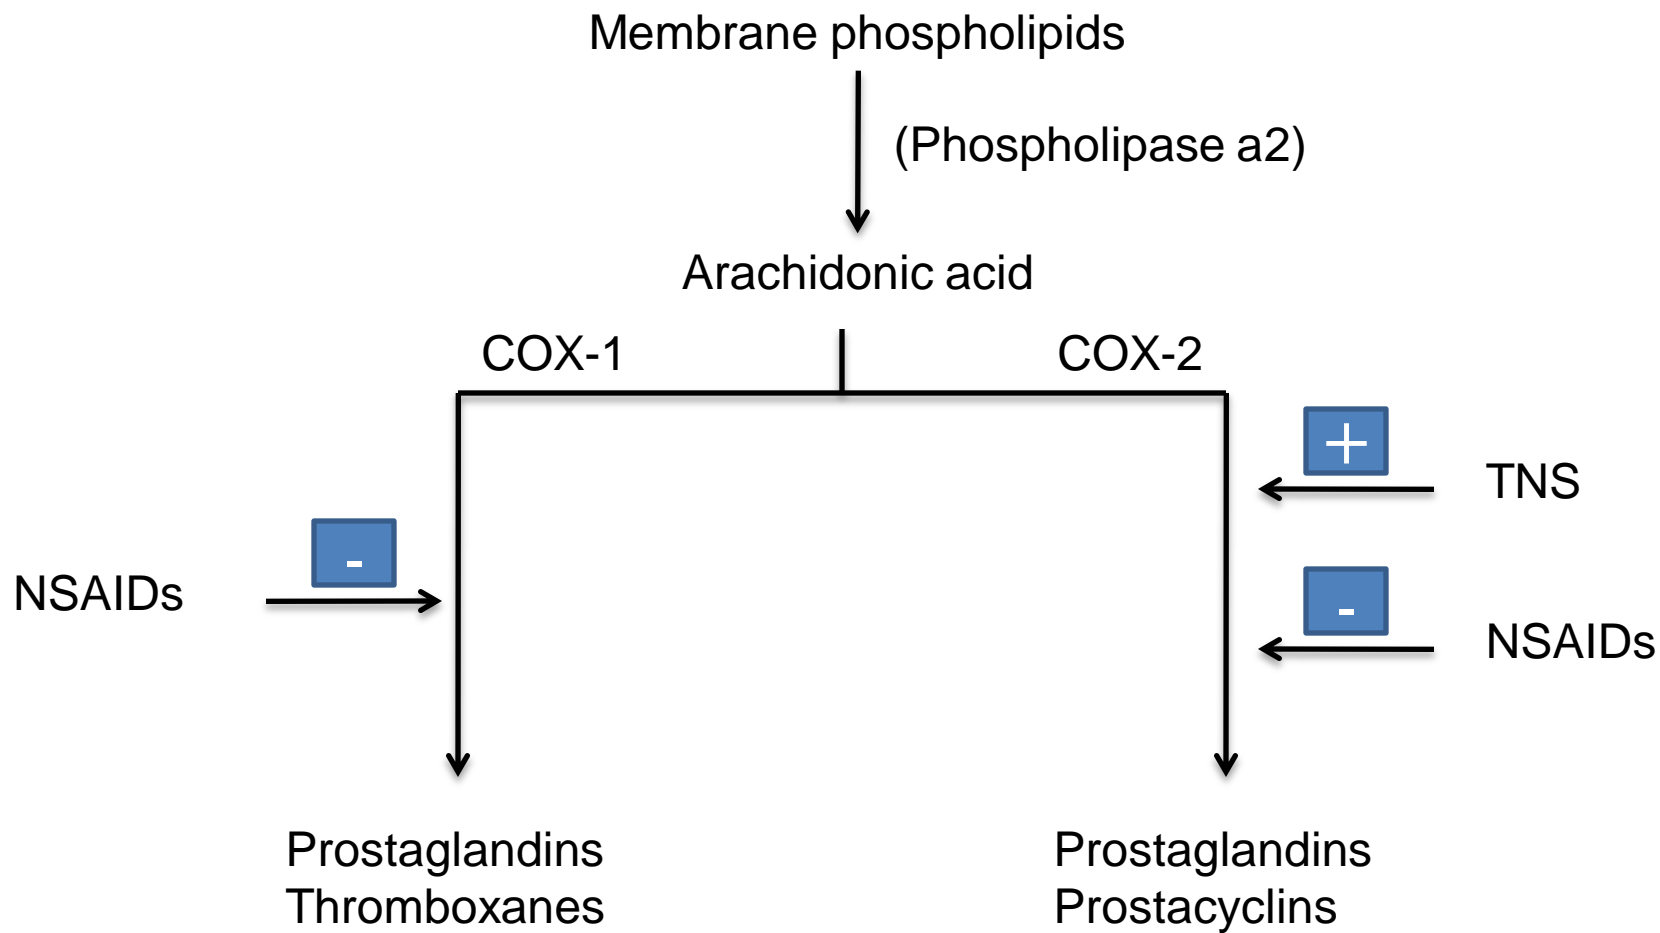 Membrane phospholipids
(Phospholipase a2)
Arachidonic acid
COX-1
COX-2
+
TNS
-
NSAIDs
-
NSAIDs
Prostaglandins
Thromboxanes
Prostaglandins
Prostacyclins